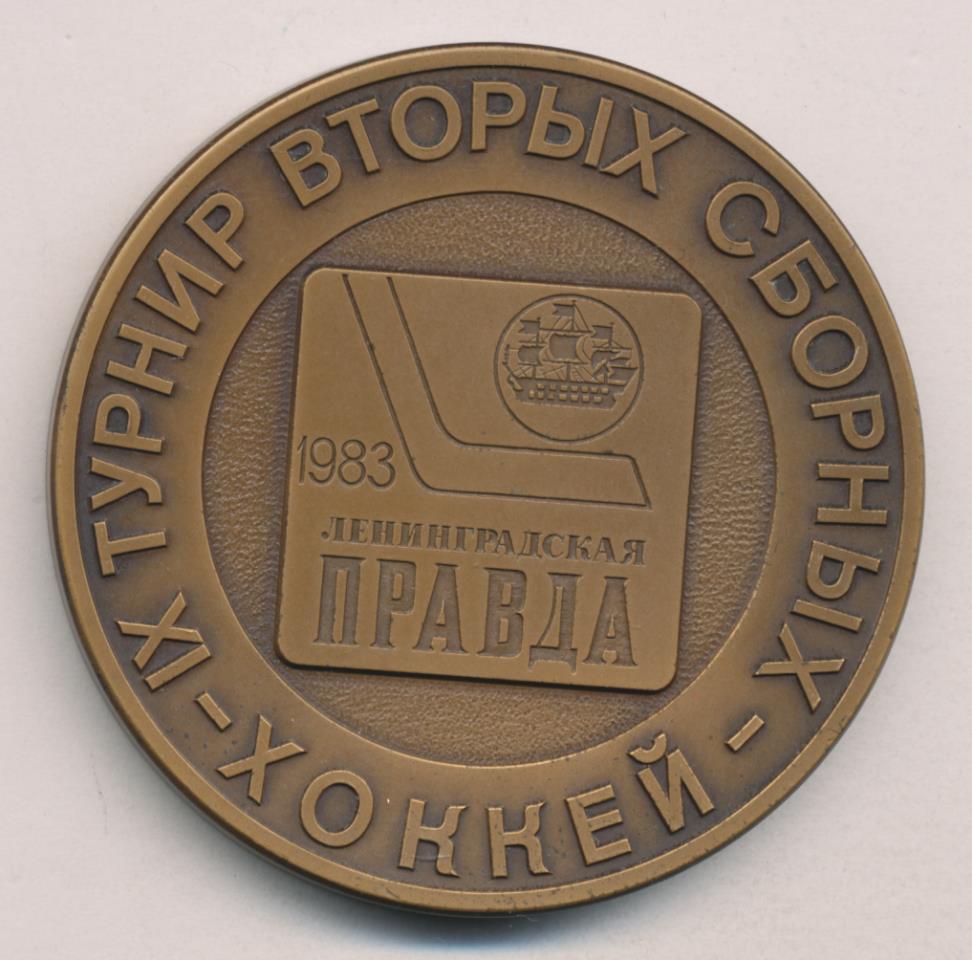 XI ТУРНИР ВТОРЫХ СБОРНЫХ
- ХОККЕЙ -
1983
ЛЕНИНГРАДСКАЯ
ПРАВДА